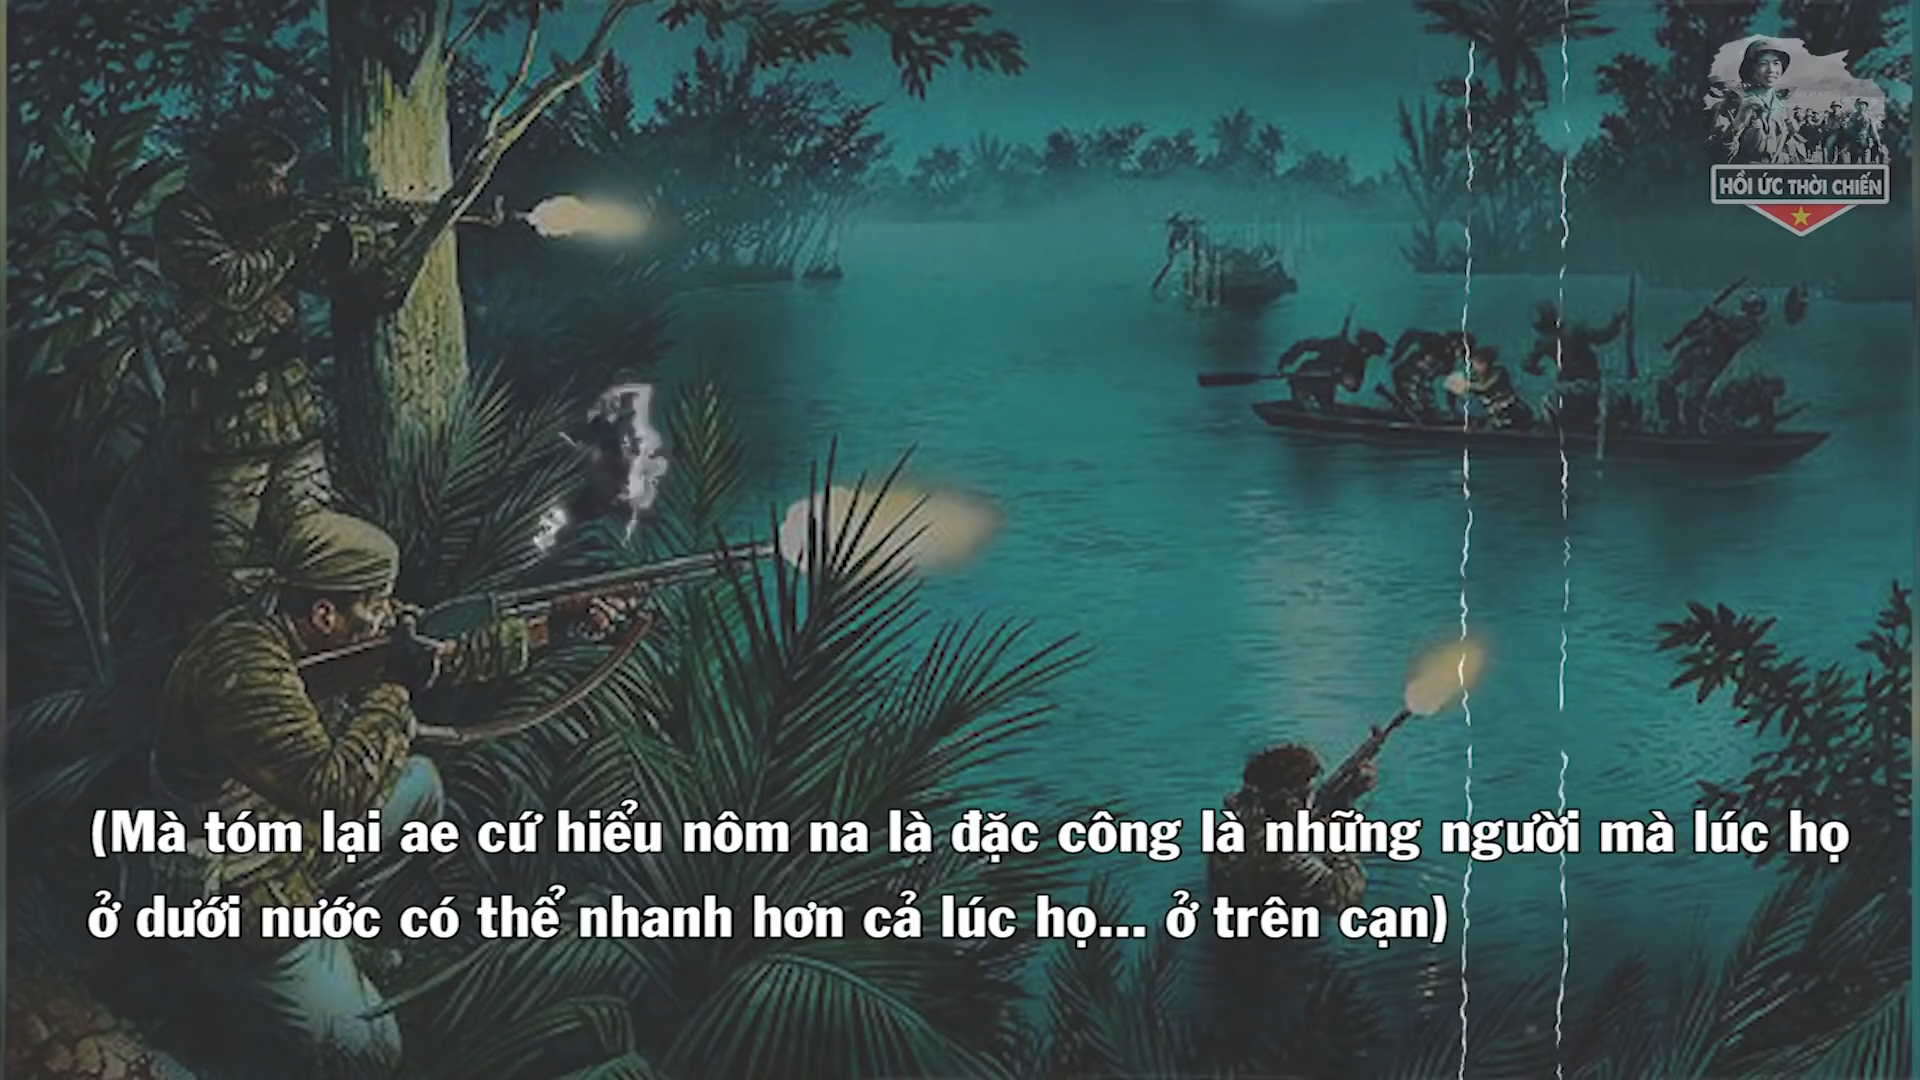 HỒI ỨC THỜI CHIẾN
(Mà tóm lại ae cứ hiểu nôm na là đặc công là những người mà lúc họ
ở dưới nước có thể nhanh hơn cả lúc họ... ở trên cạn)